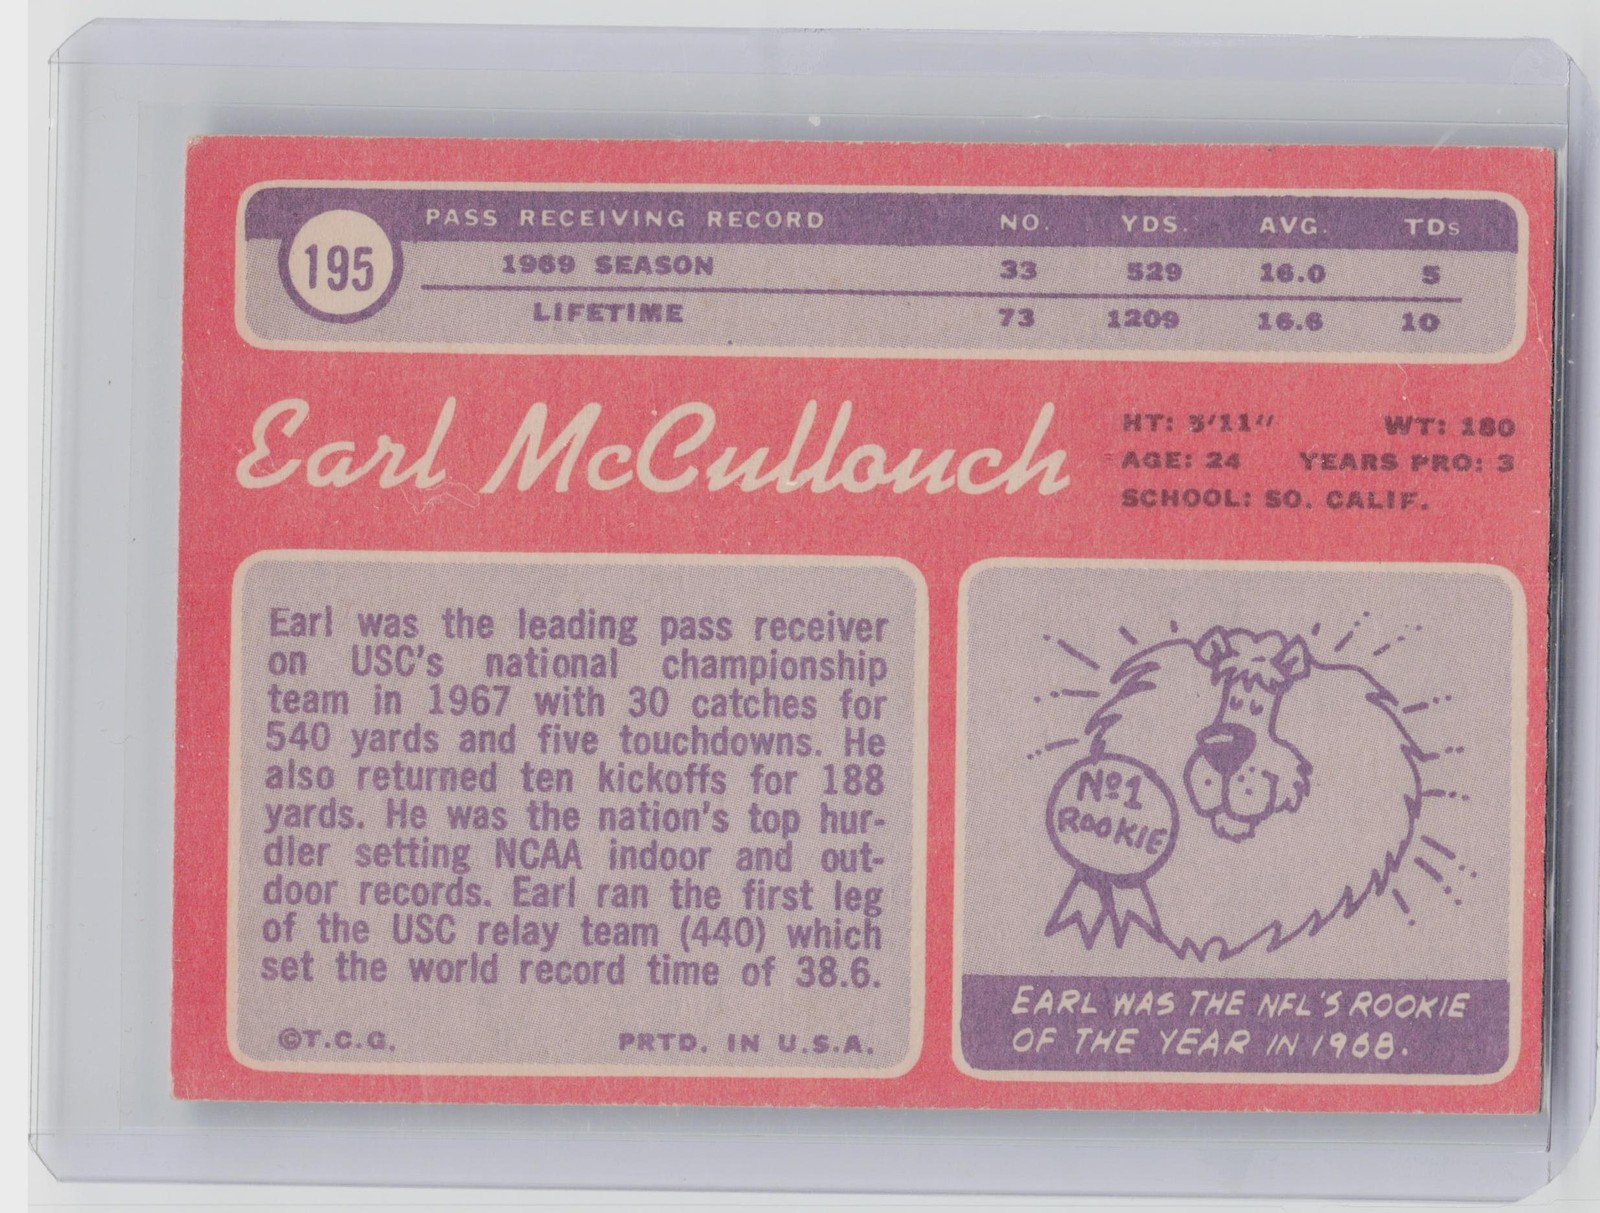 195
PASS RECEIVING RECORD NO. YDS. AVG. TDs
1969 SEASON 33 529 16.0 5
LIFETIME 73 1209 16.6 10
Earl McCullouch
HT: 5'11" WT: 180
AGE: 24 YEARS PRO: 3
SCHOOL: SO. CALIF.
Earl was the leading pass receiver
on USC's national championship
team in 1967 with 30 catches for
540 yards and five touchdowns. He
also returned ten kickoffs for 188
yards. He was the nation's top hur-
dler setting NCAA indoor and out-
door records. Earl ran the first leg
of the USC relay team (440) which
set the world record time of 38.6.
©T.C.G. PRTD. IN U.S.A.
Nº1
ROOKIE
EARL WAS THE NFL'S ROOKIE
OF THE YEAR IN 1968.